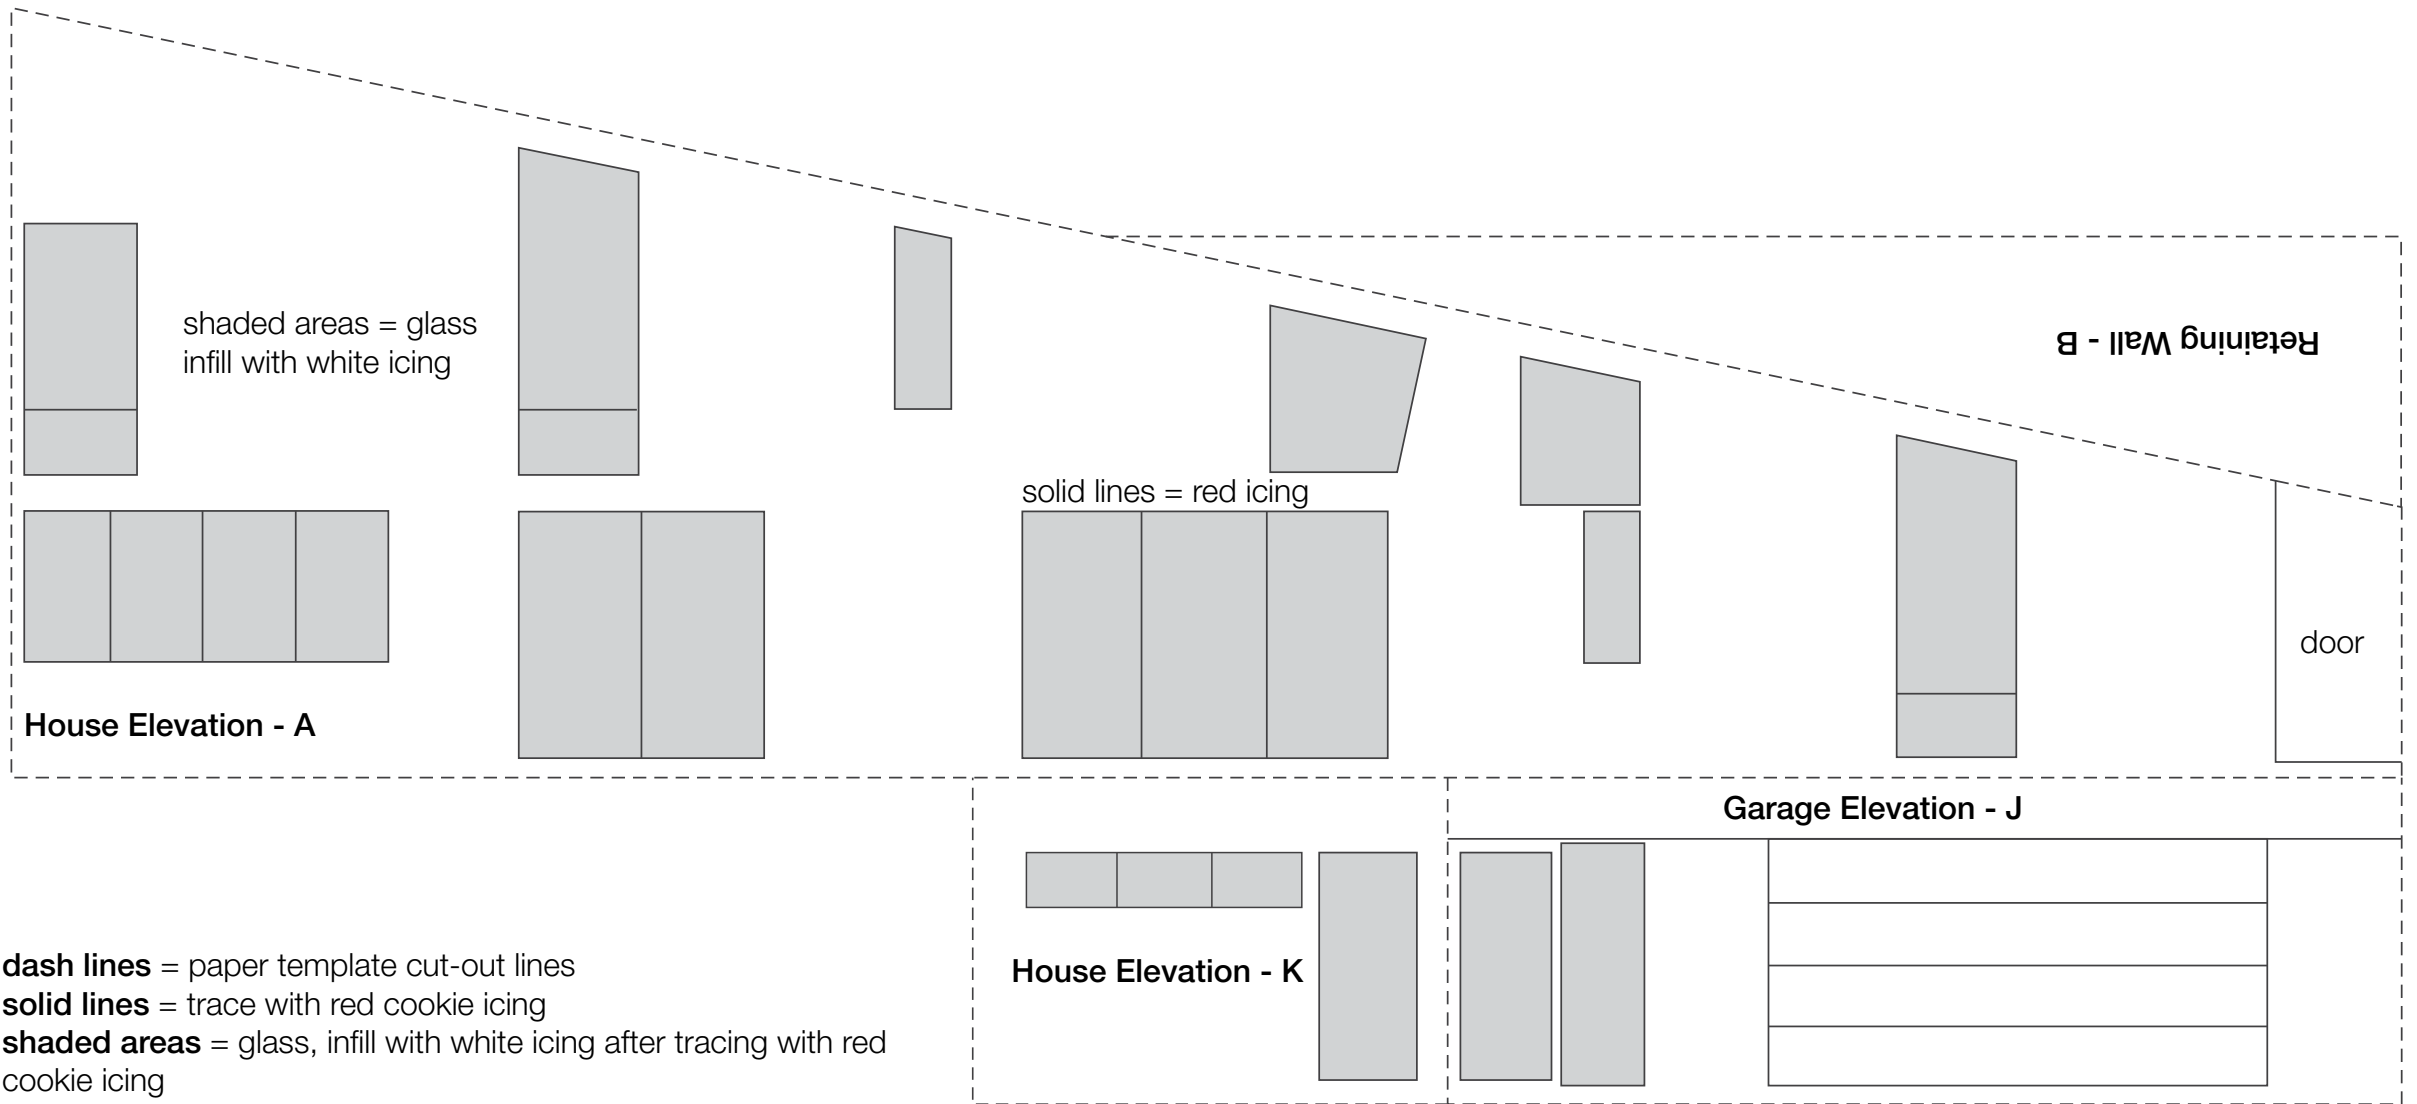 shaded areas = glass
infill with white icing
Retaining Wall - B
solid lines = red icing
door
House Elevation - A
Garage Elevation - J
House Elevation - K
dash lines = paper template cut-out lines
solid lines = trace with red cookie icing
shaded areas = glass, infill with white icing after tracing with red
cookie icing